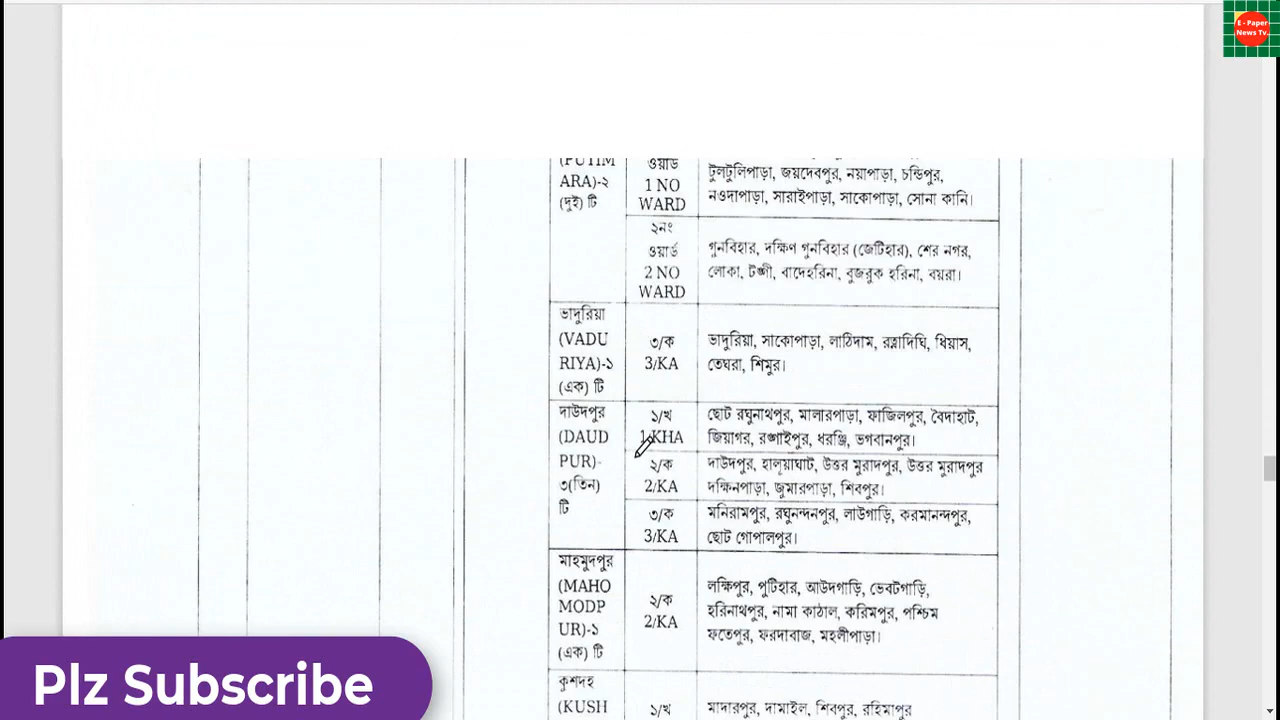 E - Paper
News Tv.
(PUTIM
ARA)-২
(দুই) টি
ওয়ার্ড
1 NO
WARD
টুলটুলিপাড়া, জয়দেবপুর, নয়াপাড়া, চন্ডিপুর,
নওদাপাড়া, সারাইপাড়া, সাকোপাড়া, সোনা কানি।
২নং
ওয়ার্ড
2 NO
WARD
গুনবিহার, দক্ষিণ গুনবিহার (জেটিহার), শের নগর,
লোকা, টঙ্গী, বাদেহরিনা, বুজরুক হরিনা, বয়রা।
ভাদুরিয়া
(VADU
RIYA)-১
(এক) টি
৩/ক
3/KA
ভাদুরিয়া, সাকোপাড়া, লাঠিদাম, রত্নাদিঘি, ধিয়াস,
তেঘরা, শিমুর।
দাউদপুর
(DAUD
PUR)-
৩(তিন)
টি
১/খ
1/KHA
ছোট রঘুনাথপুর, মালারপাড়া, ফাজিলপুর, বৈদাহাট,
জিয়াগর, রঙ্গাইপুর, ধরঞ্জি, ভগবানপুর।
২/ক
2/KA
দাউদপুর, হালুয়াঘাট, উত্তর মুরাদপুর, উত্তর মুরাদপুর
দক্ষিনপাড়া, জুমারপাড়া, শিবপুর।
৩/ক
3/KA
মনিরামপুর, রঘুনন্দনপুর, লাউগাড়ি, করমানন্দপুর,
ছোট গোপালপুর।
মাহমুদপুর
(MAHO
MODP
UR)-১
(এক) টি
২/ক
2/KA
লক্ষিপুর, পুটিহার, আউদগাড়ি, ভেবটগাড়ি,
হরিনাথপুর, নামা কাঠাল, করিমপুর, পশ্চিম
ফতেপুর, ফরদাবাজ, মহলীপাড়া।
কুশদহ
(KUSH
১/খ
মাদারপুর, দামাইল, শিবপুর, রহিমাপুর
Plz Subscribe